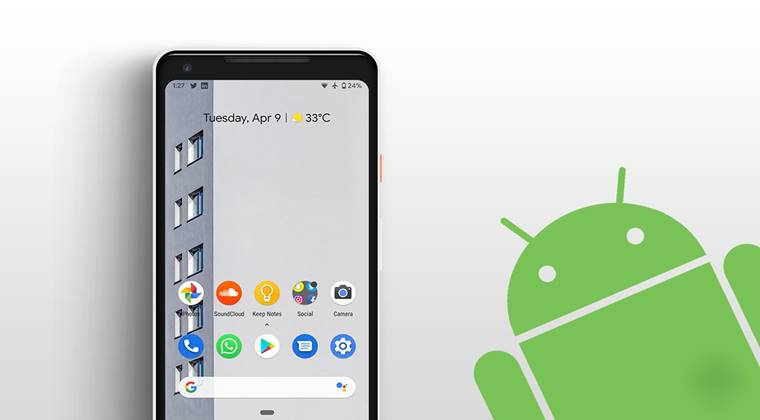 1:27 24%
Tuesday, Apr 9 | 33°C
Photos SoundCloud Keep Notes Social Camera